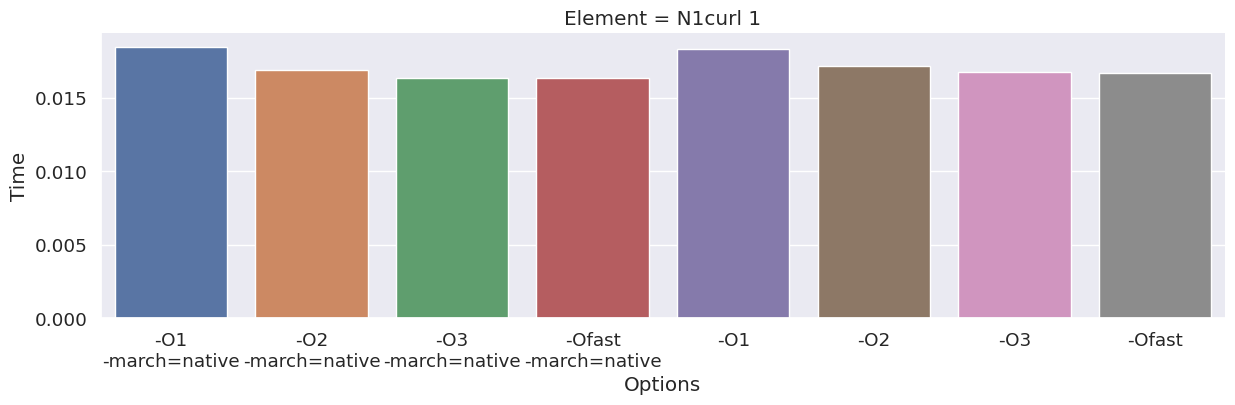 Element = N1curl 1
Time
0.015
0.010
0.005
0.000
-O1 -O2 -O3 -Ofast -O1 -O2 -O3 -Ofast
-march=native -march=native -march=native -march=native
Options